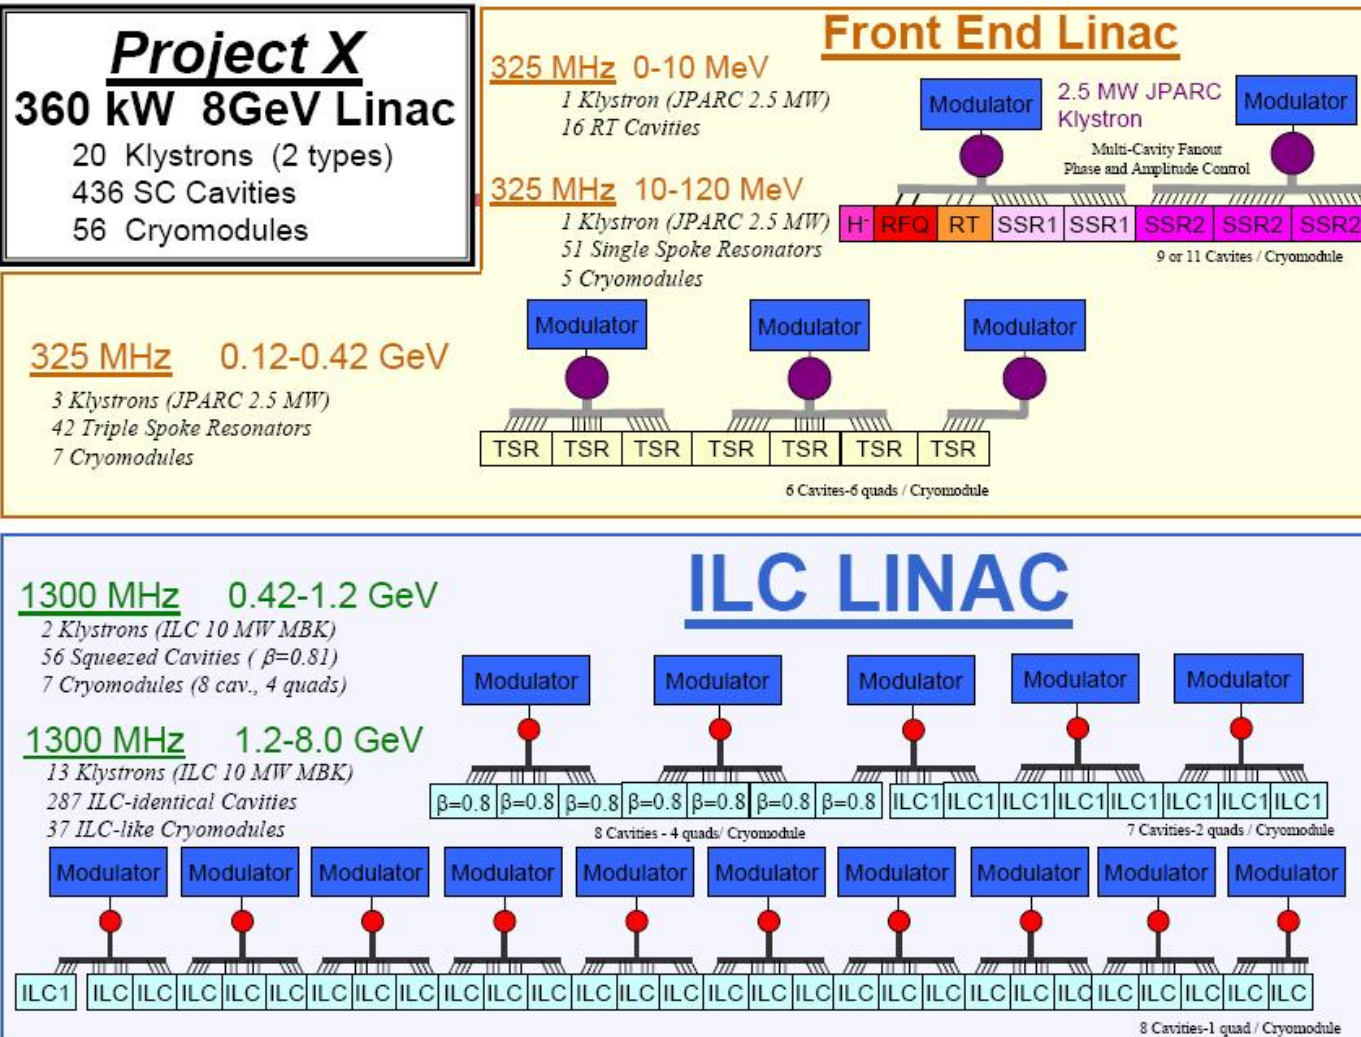 Project X
360 kW 8GeV Linac
20 Klystrons (2 types)
436 SC Cavities
56 Cryomodules
Front End Linac
325 MHz 0-10 MeV
1 Klystron (JPARC 2.5 MW)
16 RT Cavities
325 MHz 10-120 MeV
1 Klystron (JPARC 2.5 MW)
51 Single Spoke Resonators
5 Cryomodules
Modulator
2.5 MW JPARC
Klystron
Modulator
Multi-Cavity Fanout
Phase and Amplitude Control
H- RFQ RT SSR1 SSR1 SSR2 SSR2 SSR2
9 or 11 Cavites / Cryomodule
325 MHz 0.12-0.42 GeV
3 Klystrons (JPARC 2.5 MW)
42 Triple Spoke Resonators
7 Cryomodules
Modulator Modulator Modulator
TSR TSR TSR TSR TSR TSR TSR
6 Cavites-6 quads / Cryomodule
ILC LINAC
1300 MHz 0.42-1.2 GeV
2 Klystrons (ILC 10 MW MBK)
56 Squeezed Cavities ( β=0.81)
7 Cryomodules (8 cav., 4 quads)
1300 MHz 1.2-8.0 GeV
13 Klystrons (ILC 10 MW MBK)
287 ILC-identical Cavities
37 ILC-like Cryomodules
Modulator Modulator Modulator Modulator Modulator
β=0.8 β=0.8 β=0.8 β=0.8 β=0.8 β=0.8 β=0.8 ILC1 ILC1 ILC1 ILC1 ILC1 ILC1 ILC1 ILC1
8 Cavities - 4 quads/ Cryomodule
7 Cavities-2 quads / Cryomodule
Modulator Modulator Modulator Modulator Modulator Modulator Modulator Modulator Modulator Modulator
ILC1 ILC ILC ILC ILC ILC ILC ILC ILC ILC ILC ILC ILC ILC ILC ILC ILC ILC ILC ILC ILC ILC ILC ILC ILC ILC ILC ILC ILC
8 Cavities-1 quad / Cryomodule